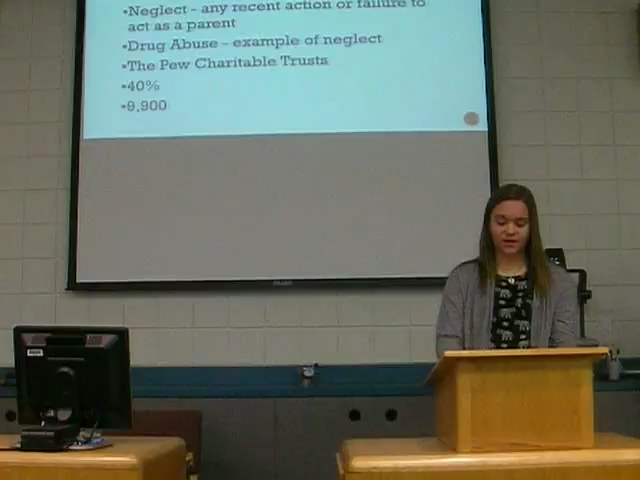 •Neglect - any recent action or failure to
act as a parent
•Drug Abuse - example of neglect
•The Pew Charitable Trusts
•40%
•9,900